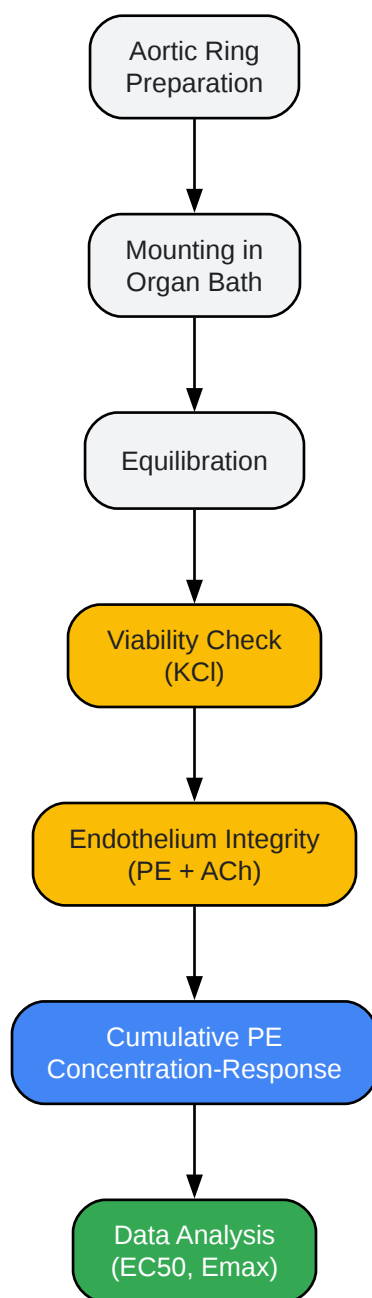 Aortic Ring
Preparation
Mounting in
Organ Bath
Equilibration
Viability Check
(KCl)
Endothelium Integrity
(PE + ACh)
Cumulative PE
Concentration-Response
Data Analysis
(EC50, Emax)